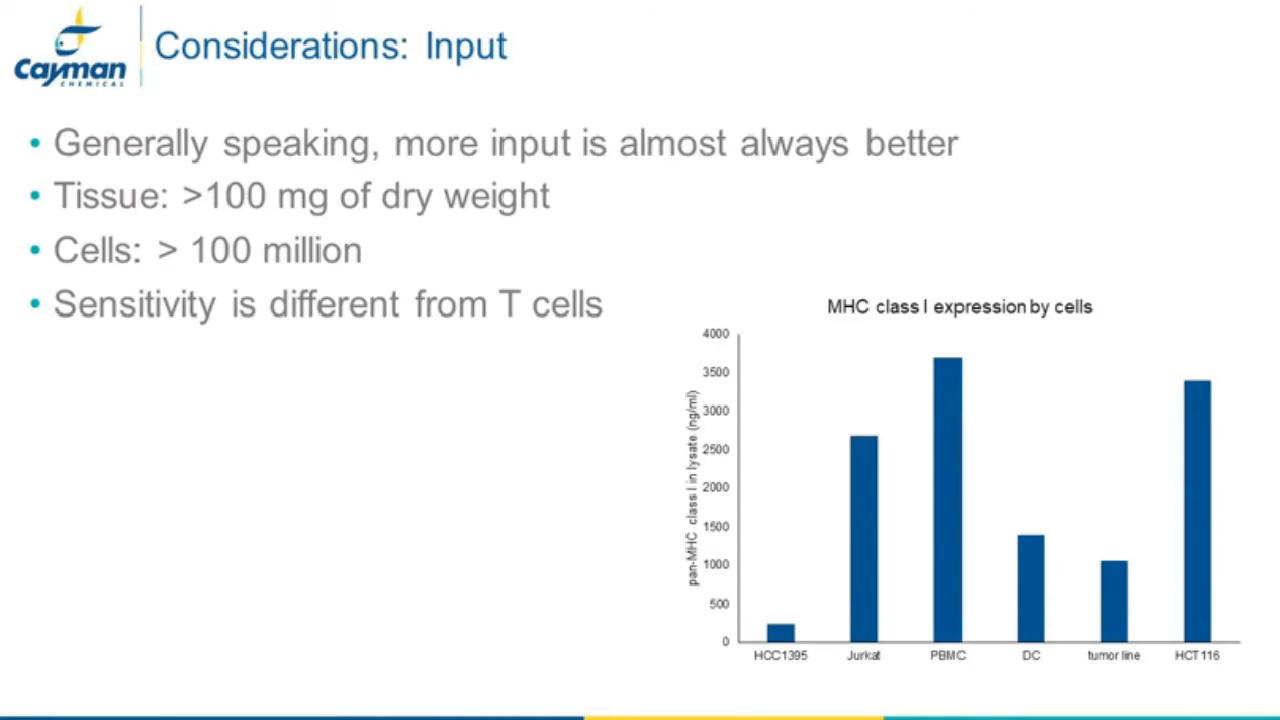 Cayman
CHEMICAL
Considerations: Input
• Generally speaking, more input is almost always better
• Tissue: >100 mg of dry weight
• Cells: > 100 million
• Sensitivity is different from T cells
MHC class I expression by cells
pan-MHC class I in lysate (ng/ml)
4000
3500
3000
2500
2000
1500
1000
500
0
HCC1395 Jurkat PBMC DC tumor line HCT116